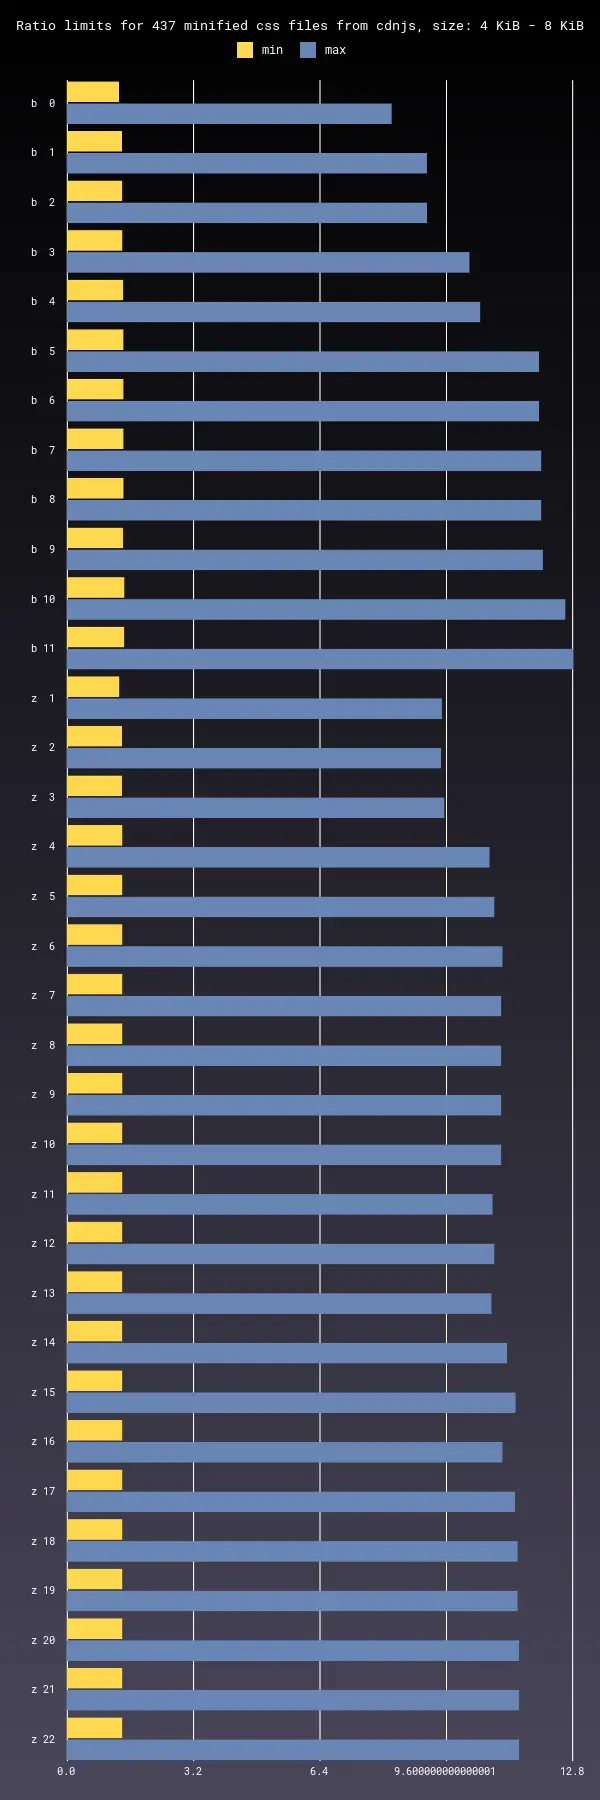 Ratio limits for 437 minified css files from cdnjs, size: 4 KiB - 8 KiB
min max
b 0
b 1
b 2
b 3
b 4
b 5
b 6
b 7
b 8
b 9
b 10
b 11
z 1
z 2
z 3
z 4
z 5
z 6
z 7
z 8
z 9
z 10
z 11
z 12
z 13
z 14
z 15
z 16
z 17
z 18
z 19
z 20
z 21
z 22
0.0 3.2 6.4 9.600000000000001 12.8